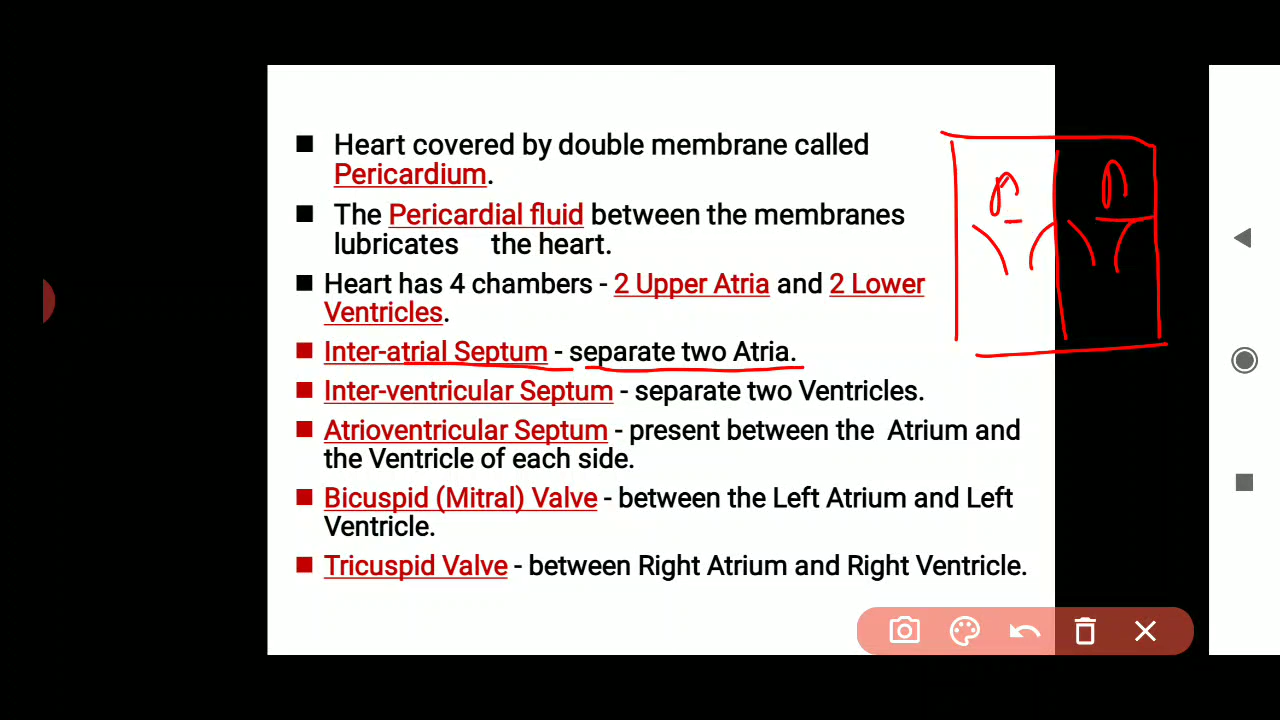 ■ Heart covered by double membrane called
Pericardium.
■ The Pericardial fluid between the membranes
lubricates the heart.
■ Heart has 4 chambers - 2 Upper Atria and 2 Lower
Ventricles.
■ Inter-atrial Septum - separate two Atria.
■ Inter-ventricular Septum - separate two Ventricles.
■ Atrioventricular Septum - present between the Atrium and
the Ventricle of each side.
■ Bicuspid (Mitral) Valve - between the Left Atrium and Left
Ventricle.
■ Tricuspid Valve - between Right Atrium and Right Ventricle.